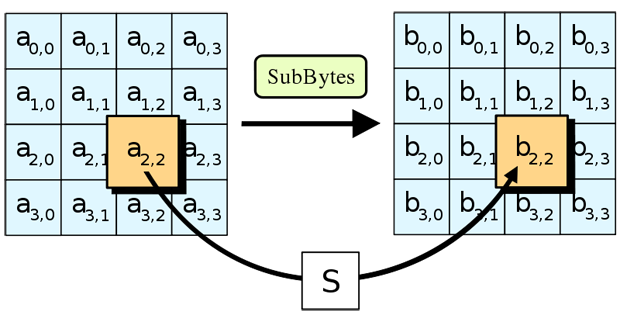 a0,0 a0,1 a0,2 a0,3
a1,0 a1,1 a1,2 a1,3
a2,0 a2,1 a2,2 a2,3
a3,0 a3,1 a3,2 a3,3
SubBytes
b0,0 b0,1 b0,2 b0,3
b1,0 b1,1 b1,2 b1,3
b2,0 b2,1 b2,2 b2,3
b3,0 b3,1 b3,2 b3,3
S